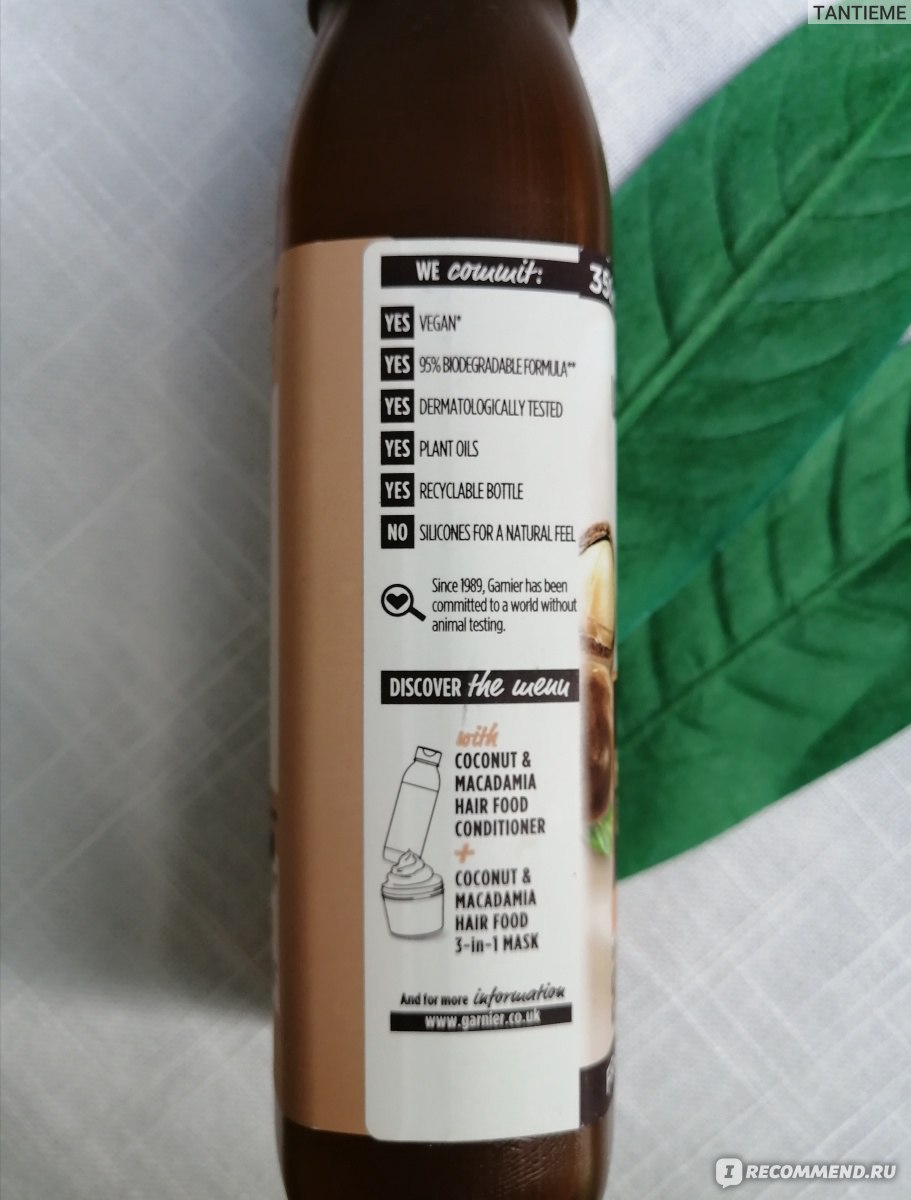 TANTIEME
WE commit:
YES VEGAN*
YES 95% BIODEGRADABLE FORMULA**
YES DERMATOLOGICALLY TESTED
YES PLANT OILS
YES RECYCLABLE BOTTLE
NO SILICONES FOR A NATURAL FEEL
Since 1989, Garnier has been
committed to a world without
animal testing.
DISCOVER the menu
with
COCONUT &
MACADAMIA
HAIR FOOD
CONDITIONER
+
COCONUT &
MACADAMIA
HAIR FOOD
3-in-1 MASK
And for more information
www.garnier.co.uk
IRECOMMEND.RU